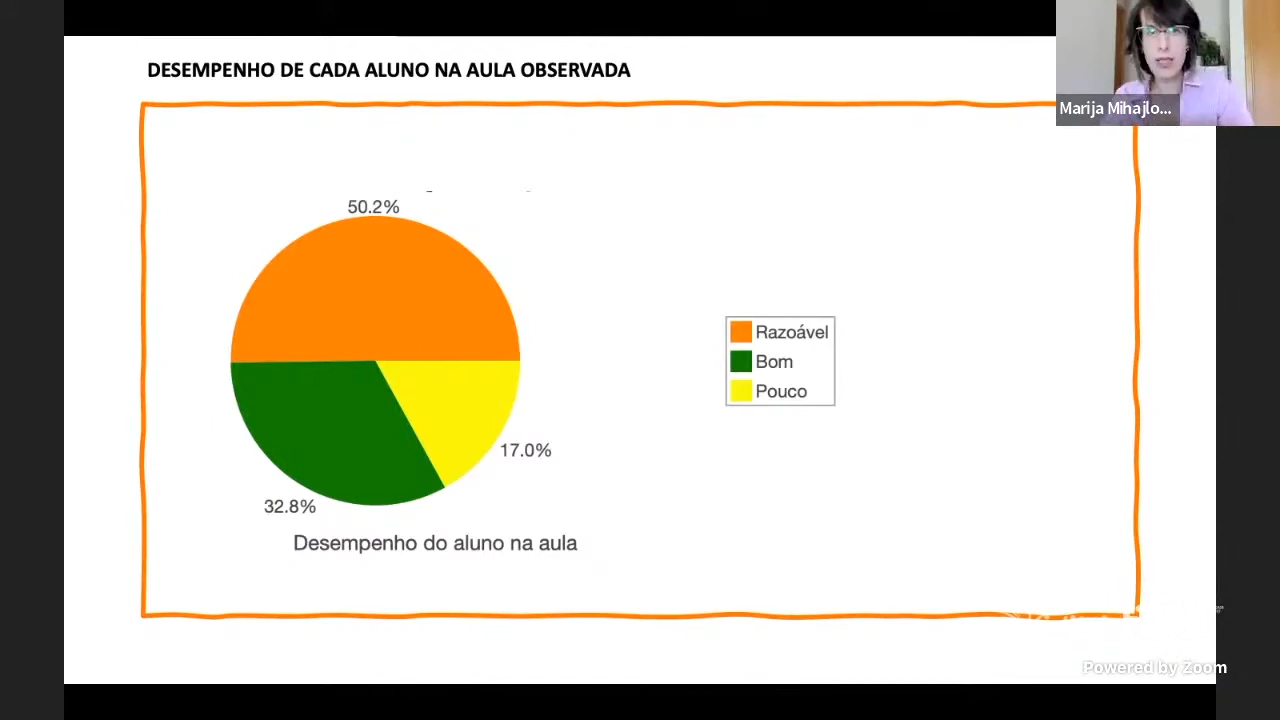 DESEMPENHO DE CADA ALUNO NA AULA OBSERVADA
Marija Mihajlo...
50.2%
Razoável
Bom
Pouco
17.0%
32.8%
Desempenho do aluno na aula
Powered by Zoom